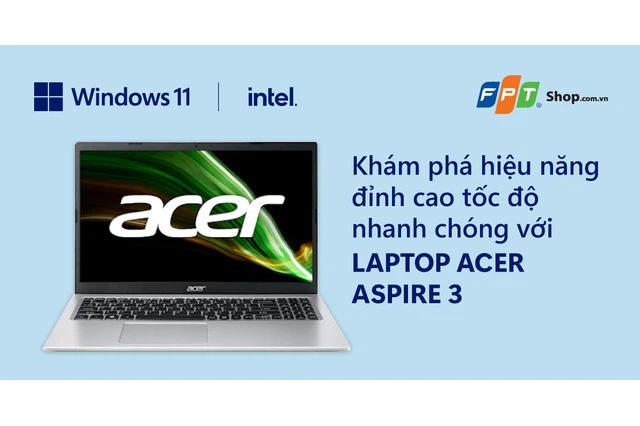 Windows 11
intel.
FPT Shop.com.vn
Khám phá hiệu năng
đỉnh cao tốc độ
nhanh chóng với
LAPTOP ACER
ASPIRE 3
acer
acer